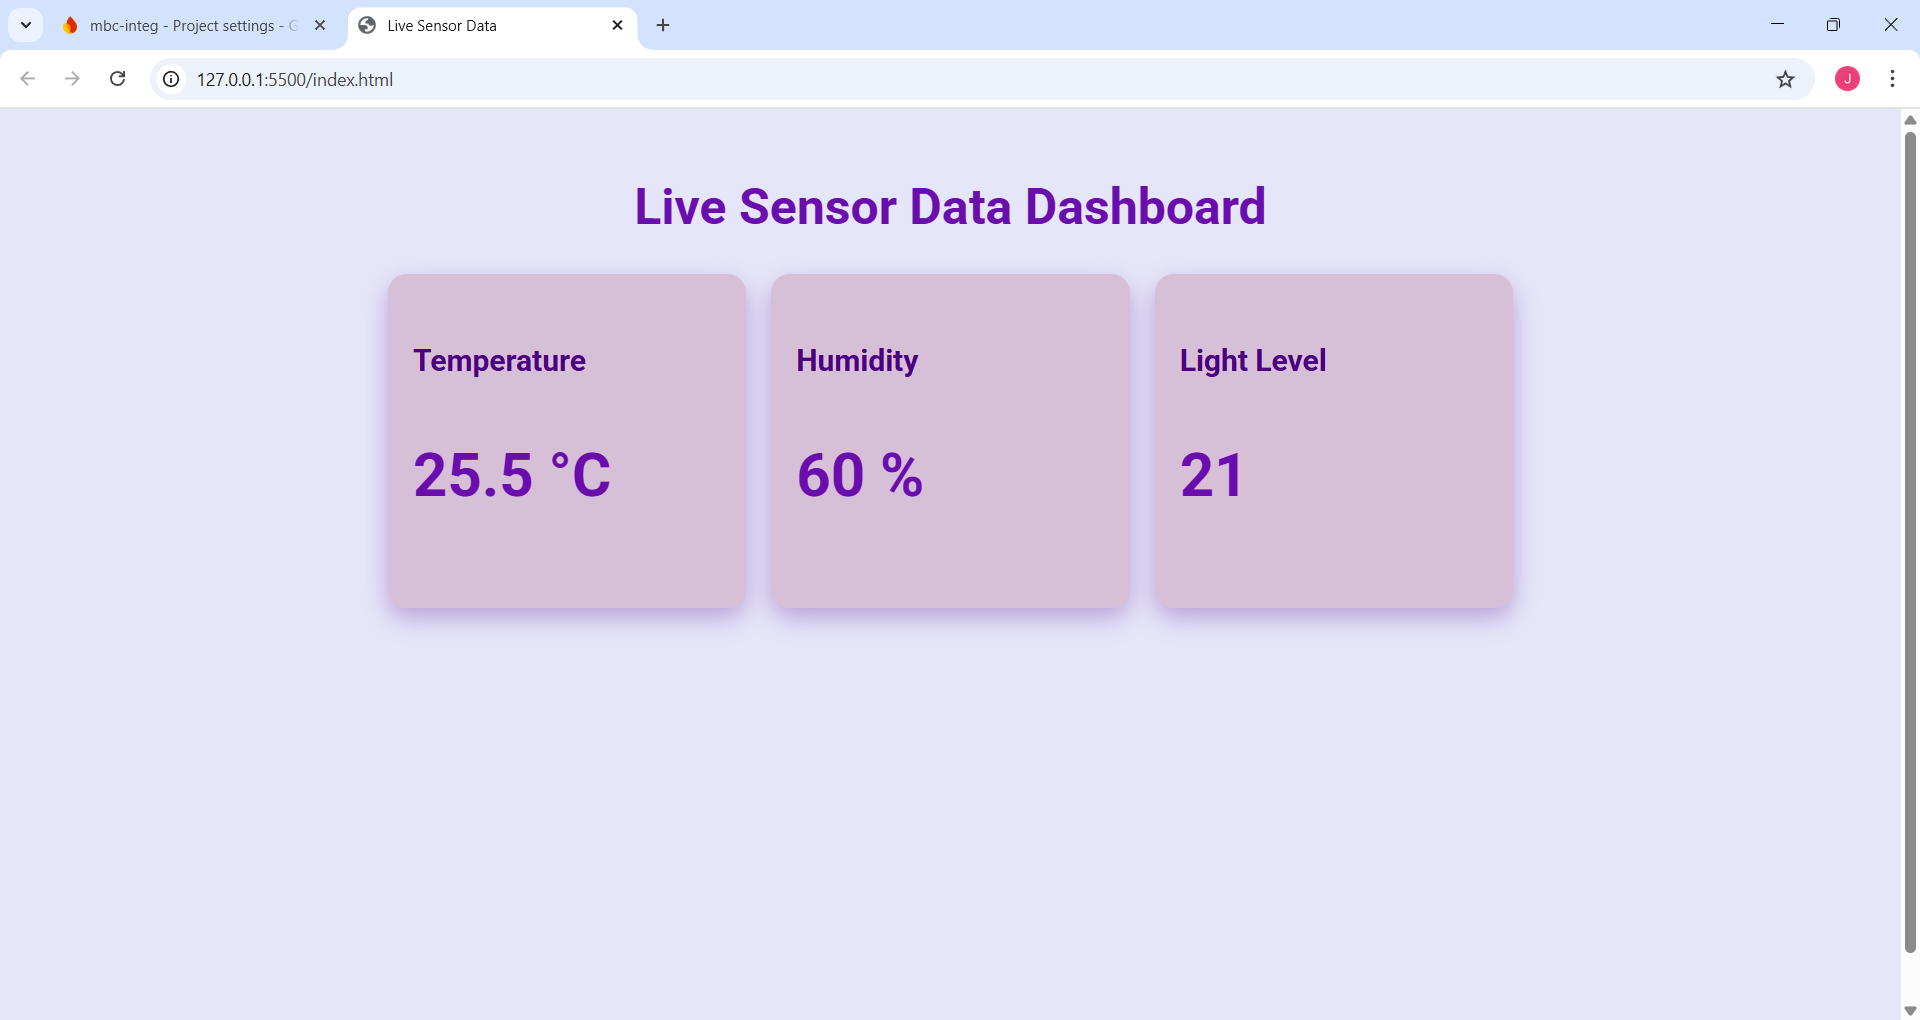 mbc-integ - Project settings - G
Live Sensor Data
127.0.0.1:5500/index.html
J
Live Sensor Data Dashboard
Temperature
Humidity
Light Level
25.5 °C
60 %
21